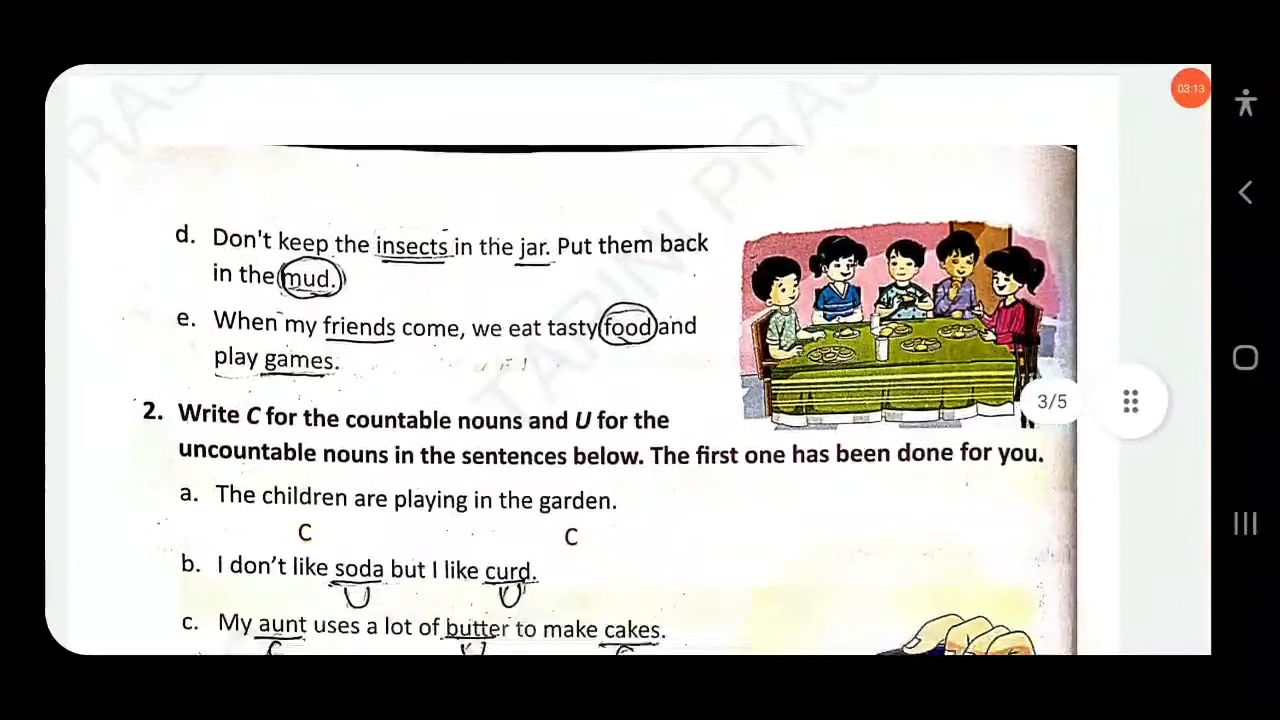 03:13
d. Don't keep the insects in the jar. Put them back
in the mud.
e. When my friends come, we eat tasty food and
play games.
3/5
2. Write C for the countable nouns and U for the
uncountable nouns in the sentences below. The first one has been done for you.
a. The children are playing in the garden.
C C
b. I don't like soda but I like curd.
U U
c. My aunt uses a lot of butter to make cakes.
C U C
TARINI PRAS